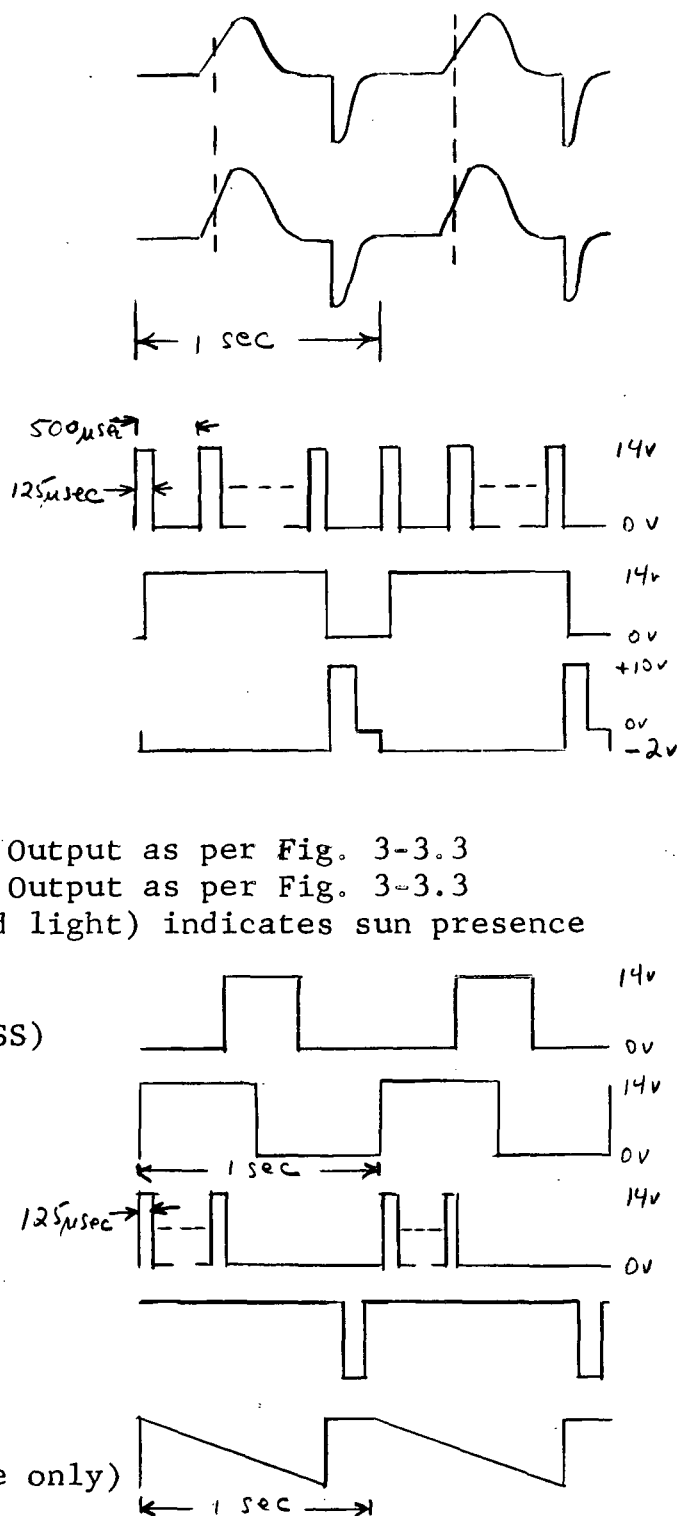 1 sec
500μsec
14v
125μsec
0v
14v
0v
+10v
0v
-2v
Output as per Fig. 3-3.3
Output as per Fig. 3-3.3
d light) indicates sun presence
14v
SS)
0v
14v
0v
1 sec
125μsec
14v
0v
e only)
1 sec